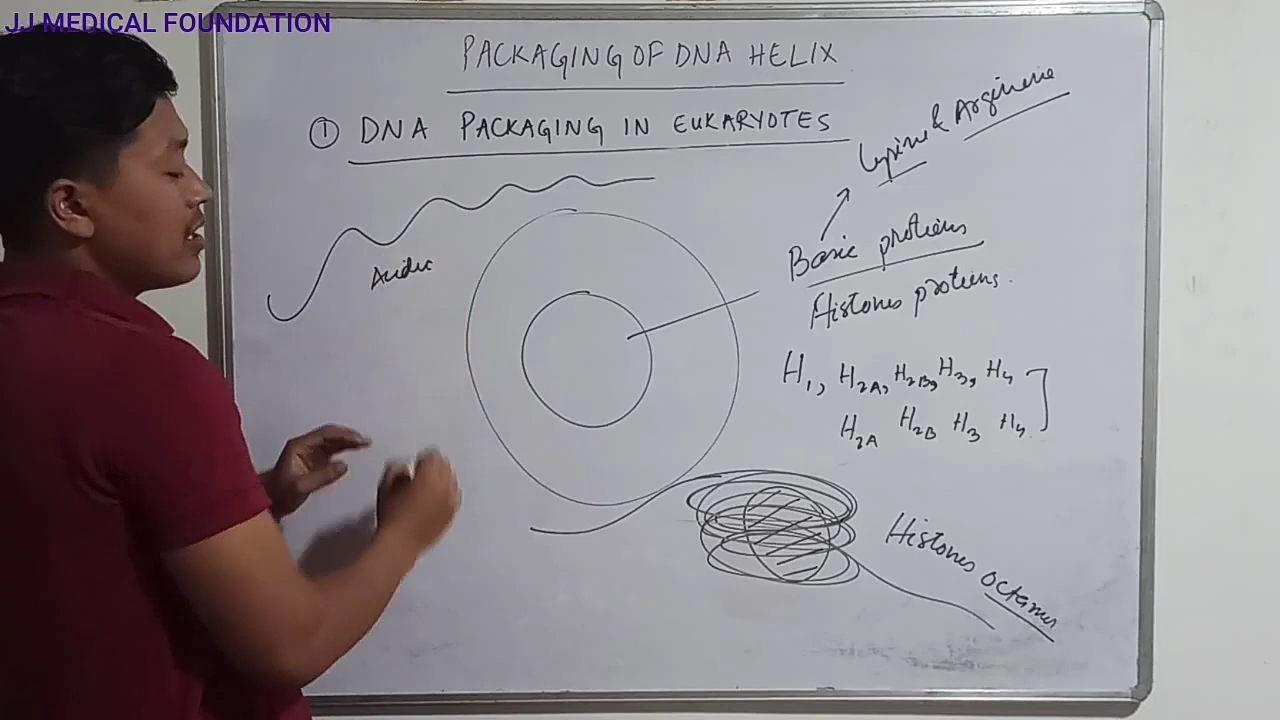 JJ MEDICAL FOUNDATION
PACKAGING OF DNA HELIX
① DNA PACKAGING IN EUKARYOTES
Lysine & Arginine
Acidic
Basic proteins
Histones proteins.
H1, H2A, H2B, H3, H4
H2A H2B H3 H4
Histones octamer